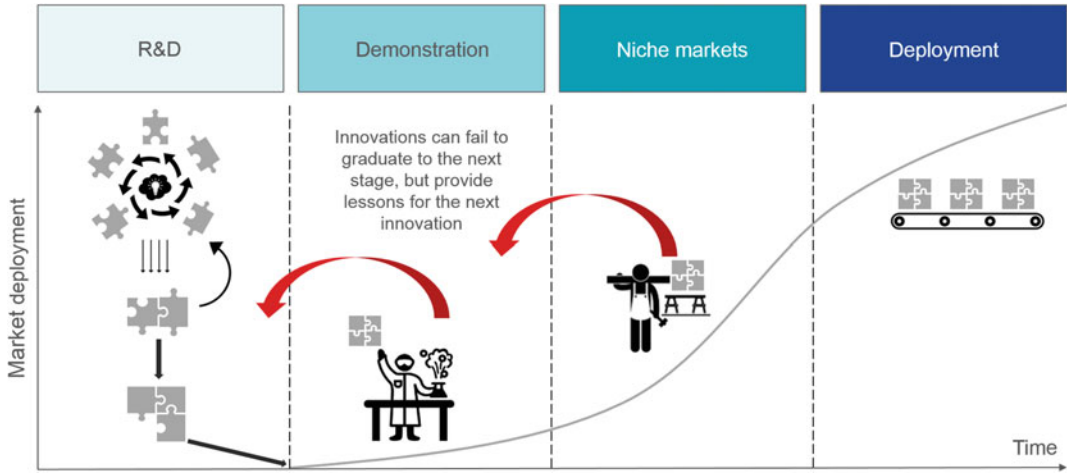 R&D
Demonstration
Niche markets
Deployment
Innovations can fail to
graduate to the next
stage, but provide
lessons for the next
innovation
Market deployment
Time